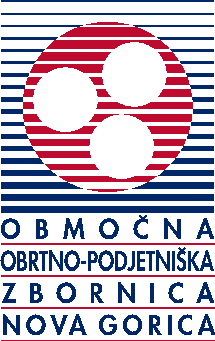 OBMOČNA
OBRTNO-PODJETNIŠKA
ZBORNICA
NOVA GORICA